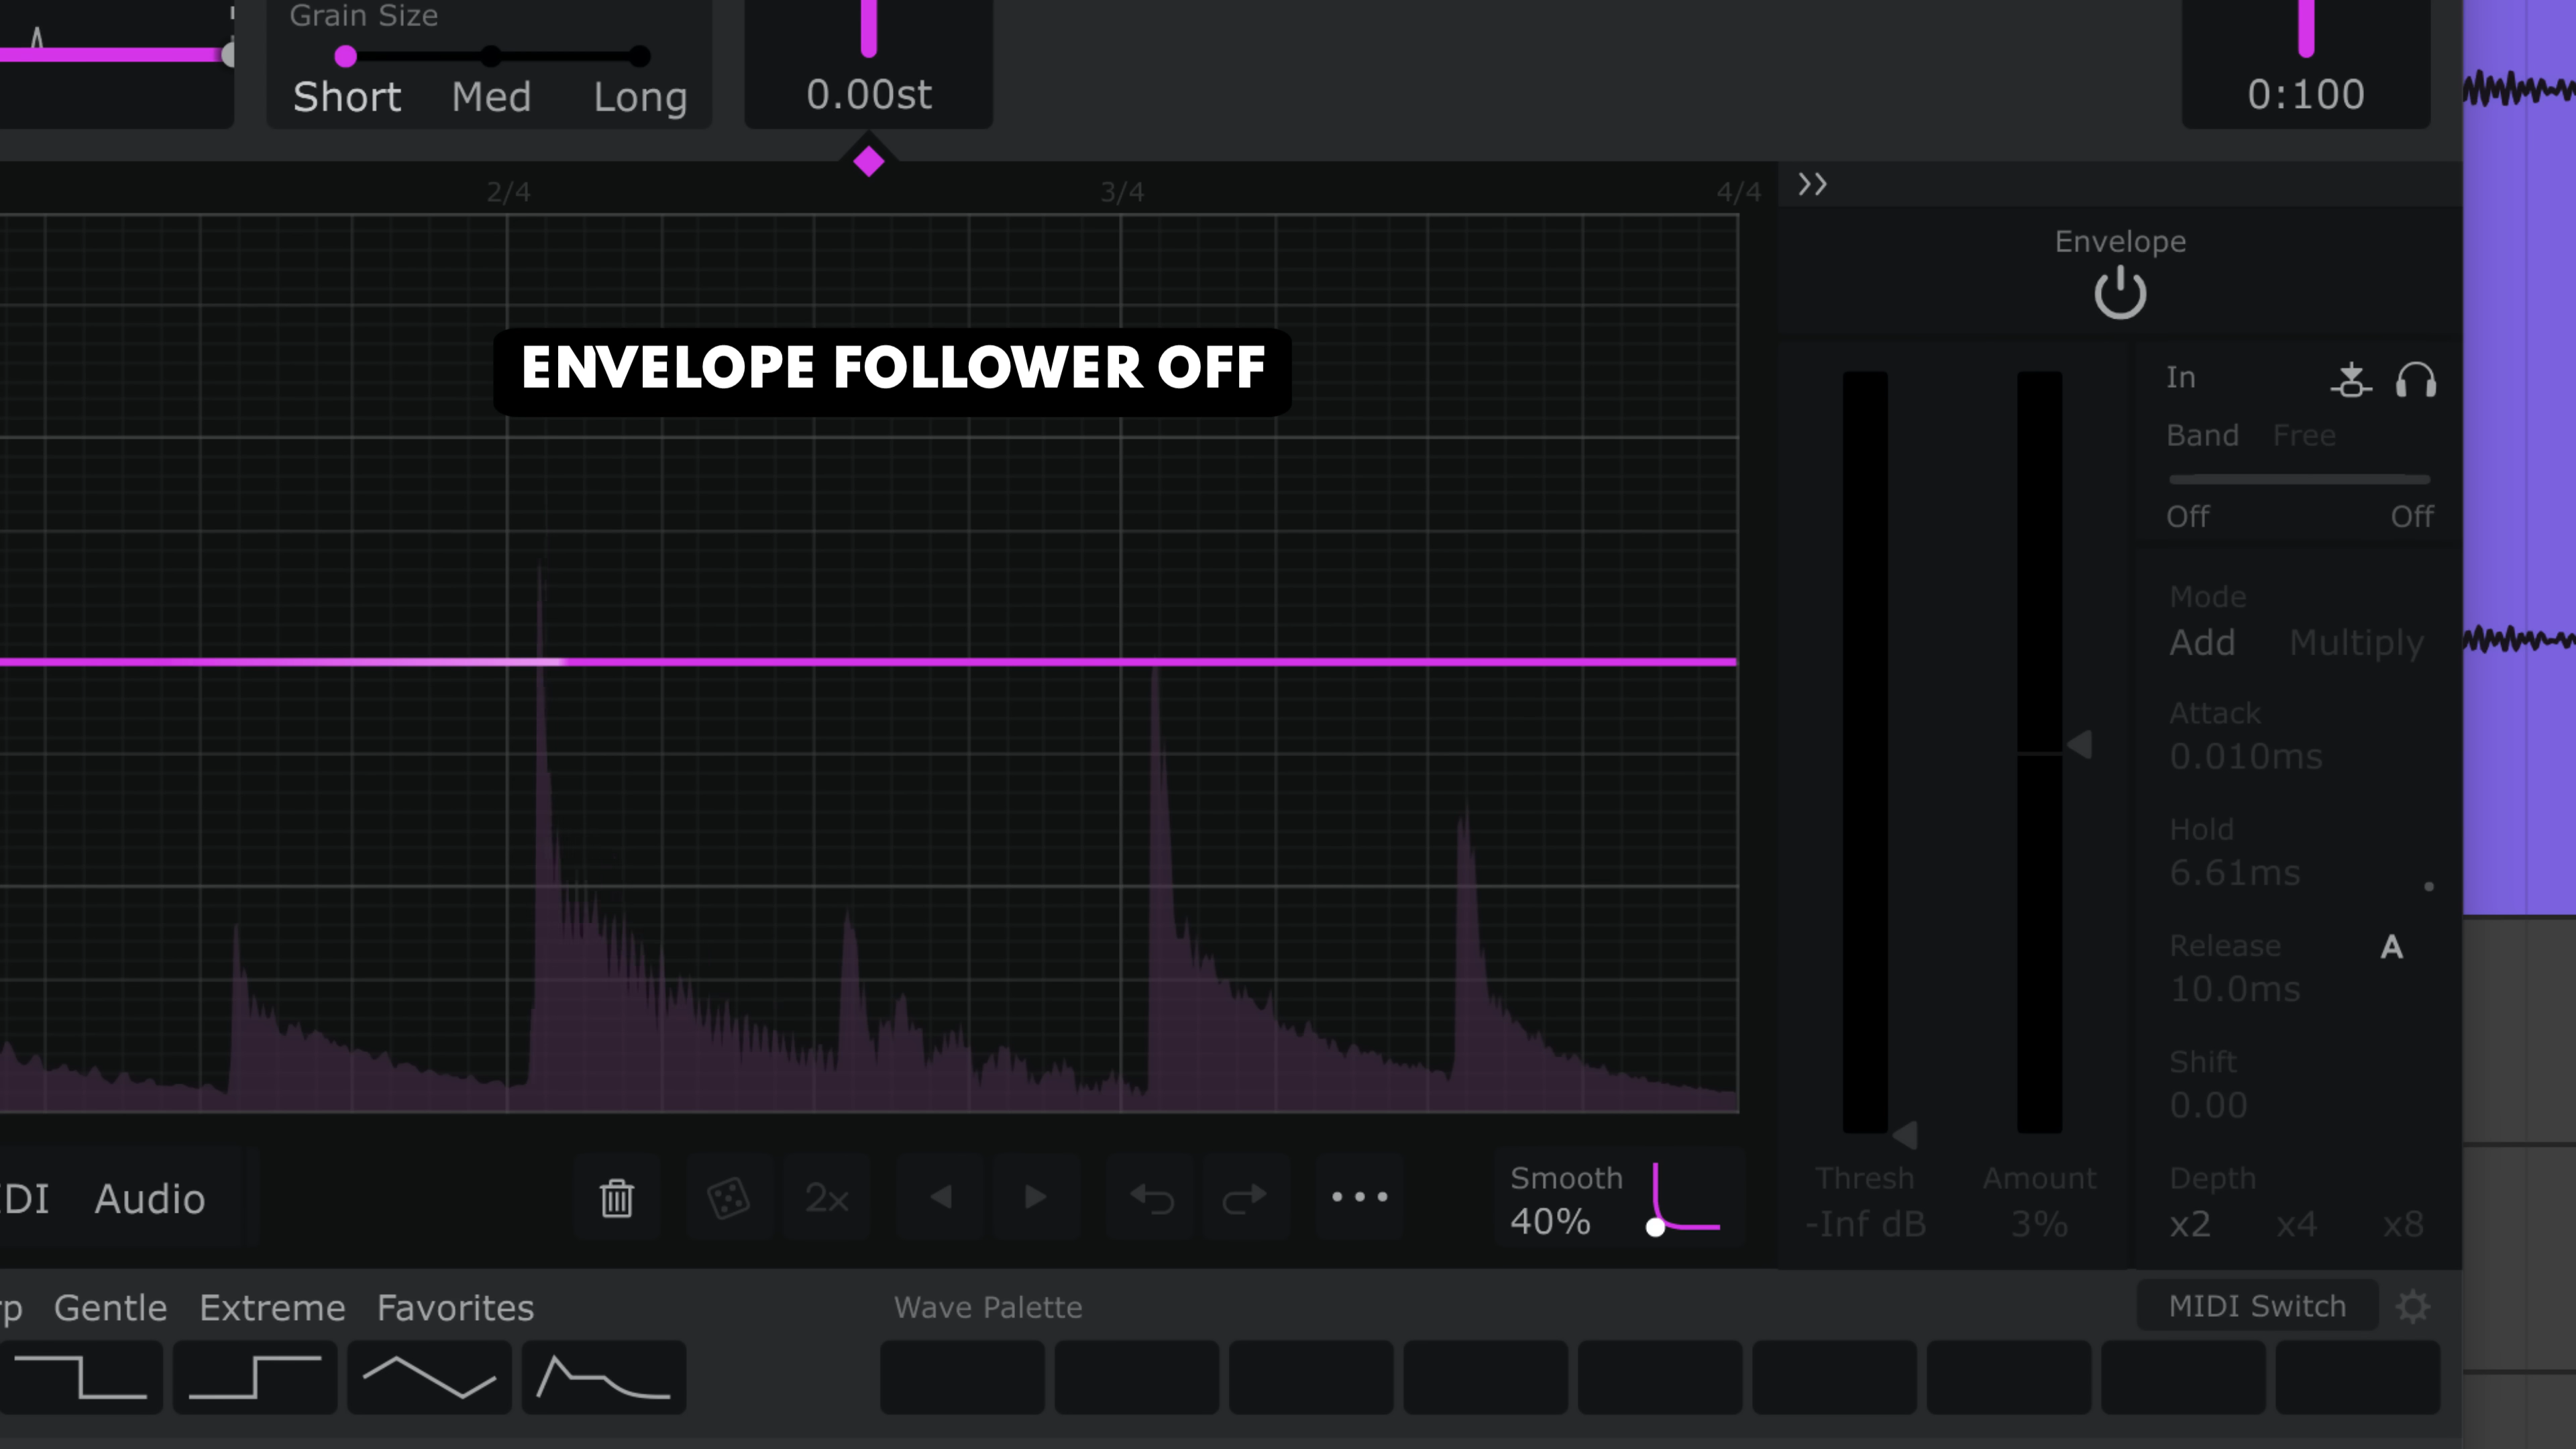 Grain Size
Short Med Long
0.00st
0:100
2/4 3/4 4/4
Envelope
ENVELOPE FOLLOWER OFF
In
Band Free
Off Off
Mode
Add Multiply
Attack
0.010ms
Hold
6.61ms
Release A
10.0ms
Shift
0.00
Depth
x2 x4 x8
Thresh Amount
-Inf dB 3%
Audio
2x
Smooth
40%
Gentle Extreme Favorites
Wave Palette
MIDI Switch